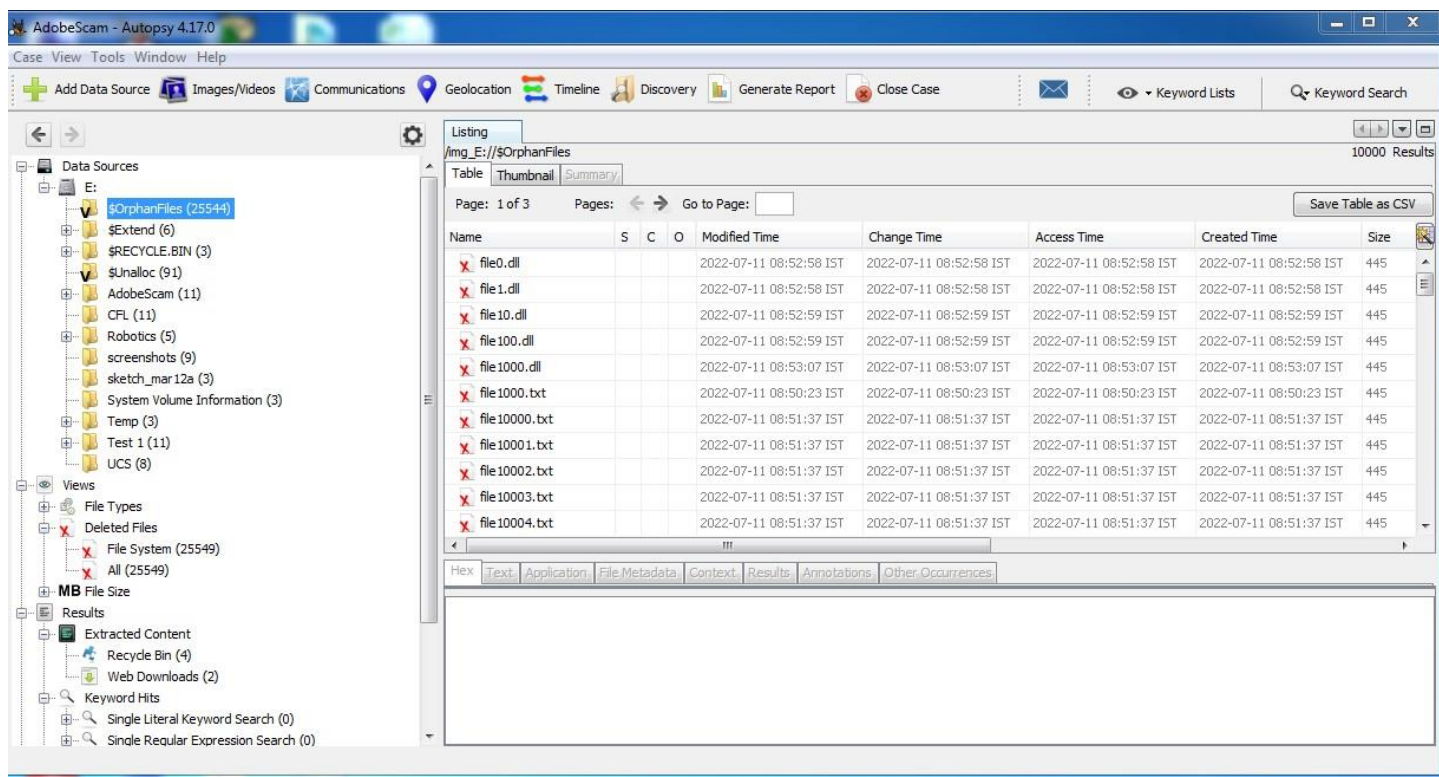 AdobeScam - Autopsy 4.17.0
Case View Tools Window Help
Add Data Source Images/Videos Communications Geolocation Timeline Discovery Generate Report Close Case Keyword Lists Keyword Search
Data Sources
E:
$OrphanFiles (25544)
$Extend (6)
$RECYCLE.BIN (3)
$Unalloc (91)
AdobeScam (11)
CFL (11)
Robotics (5)
screenshots (9)
sketch_mar12a (3)
System Volume Information (3)
Temp (3)
Test 1 (11)
UCS (8)
Views
File Types
Deleted Files
File System (25549)
All (25549)
MB File Size
Results
Extracted Content
Recycle Bin (4)
Web Downloads (2)
Keyword Hits
Single Literal Keyword Search (0)
Single Regular Expression Search (0)
Listing
/img_E://$OrphanFiles 10000 Results
Table Thumbnail Summary
Page: 1 of 3 Pages: Go to Page: Save Table as CSV
Name S C O Modified Time Change Time Access Time Created Time Size
file0.dll 2022-07-11 08:52:58 IST 2022-07-11 08:52:58 IST 2022-07-11 08:52:58 IST 2022-07-11 08:52:58 IST 445
file1.dll 2022-07-11 08:52:58 IST 2022-07-11 08:52:58 IST 2022-07-11 08:52:58 IST 2022-07-11 08:52:58 IST 445
file10.dll 2022-07-11 08:52:59 IST 2022-07-11 08:52:59 IST 2022-07-11 08:52:59 IST 2022-07-11 08:52:59 IST 445
file100.dll 2022-07-11 08:52:59 IST 2022-07-11 08:52:59 IST 2022-07-11 08:52:59 IST 2022-07-11 08:52:59 IST 445
file1000.dll 2022-07-11 08:53:07 IST 2022-07-11 08:53:07 IST 2022-07-11 08:53:07 IST 2022-07-11 08:53:07 IST 445
file1000.txt 2022-07-11 08:50:23 IST 2022-07-11 08:50:23 IST 2022-07-11 08:50:23 IST 2022-07-11 08:50:23 IST 445
file10000.txt 2022-07-11 08:51:37 IST 2022-07-11 08:51:37 IST 2022-07-11 08:51:37 IST 2022-07-11 08:51:37 IST 445
file10001.txt 2022-07-11 08:51:37 IST 2022-07-11 08:51:37 IST 2022-07-11 08:51:37 IST 2022-07-11 08:51:37 IST 445
file10002.txt 2022-07-11 08:51:37 IST 2022-07-11 08:51:37 IST 2022-07-11 08:51:37 IST 2022-07-11 08:51:37 IST 445
file10003.txt 2022-07-11 08:51:37 IST 2022-07-11 08:51:37 IST 2022-07-11 08:51:37 IST 2022-07-11 08:51:37 IST 445
file10004.txt 2022-07-11 08:51:37 IST 2022-07-11 08:51:37 IST 2022-07-11 08:51:37 IST 2022-07-11 08:51:37 IST 445
Hex Text Application File Metadata Context Results Annotations Other Occurrences